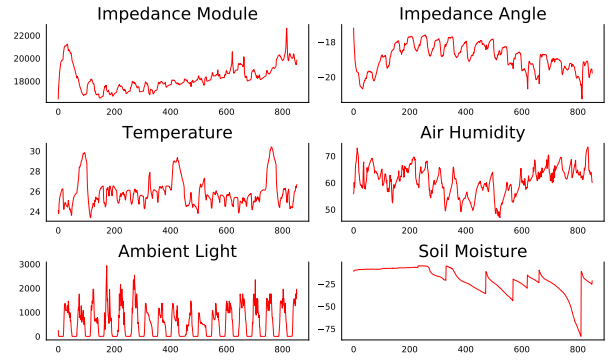 Impedance Module
Impedance Angle
22000
20000
18000
0 200 400 600 800
−18
−20
0 200 400 600 800
Temperature
Air Humidity
30
28
26
24
0 200 400 600 800
70
60
50
0 200 400 600 800
Ambient Light
Soil Moisture
3000
2000
1000
0
0 200 400 600 800
−25
−50
−75
0 200 400 600 800